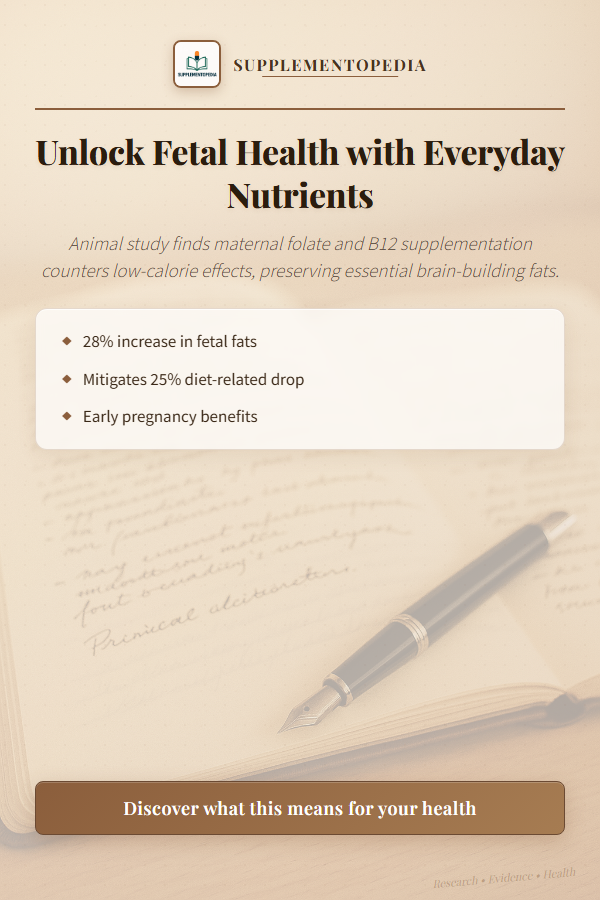 SUPPLEMENTOPEDIA
SUPPLEMENTOPEDIA
Unlock Fetal Health with Everyday
Nutrients
Animal study finds maternal folate and B12 supplementation
counters low-calorie effects, preserving essential brain-building fats.
28% increase in fetal fats
Mitigates 25% diet-related drop
Early pregnancy benefits
Discover what this means for your health
Research • Evidence • Health